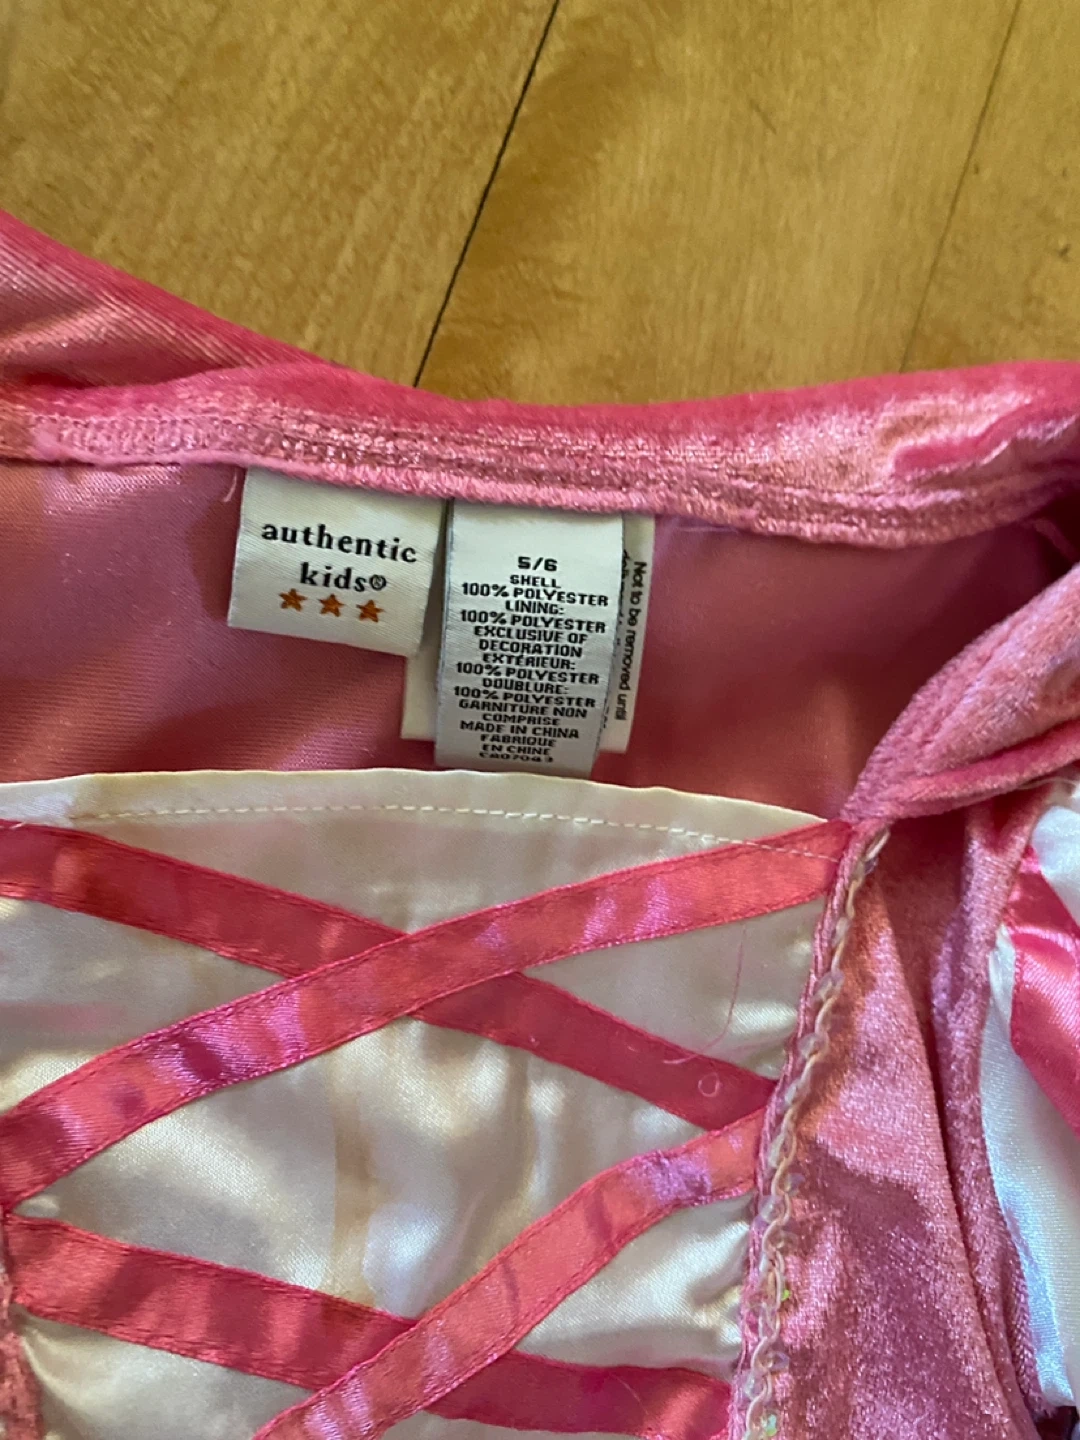 authentic
kids®
5/6
SHELL
100% POLYESTER
LINING:
100% POLYESTER
EXCLUSIVE OF
DECORATION
EXTÉRIEUR:
100% POLYESTER
DOUBLURE:
100% POLYESTER
GARNITURE NON
COMPRISE
MADE IN CHINA
FABRIQUE
EN CHINE
Not to be removed until